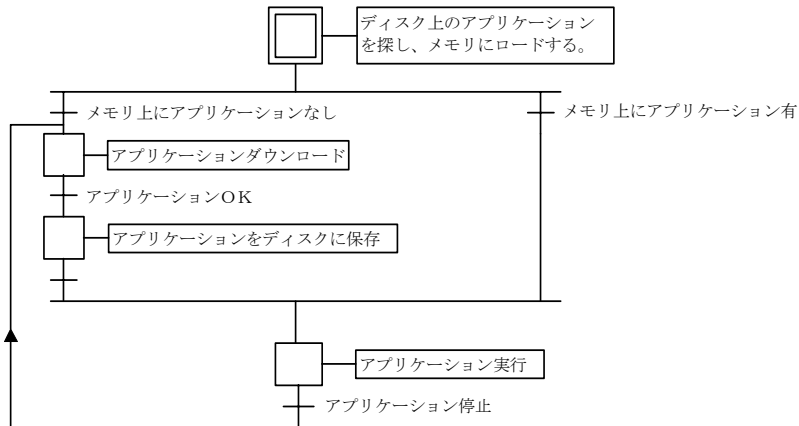 ディスク上のアプリケーション
を探し、メモリにロードする。
メモリ上にアプリケーションなし
メモリ上にアプリケーション有
アプリケーションダウンロード
アプリケーションOK
アプリケーションをディスクに保存
アプリケーション実行
アプリケーション停止